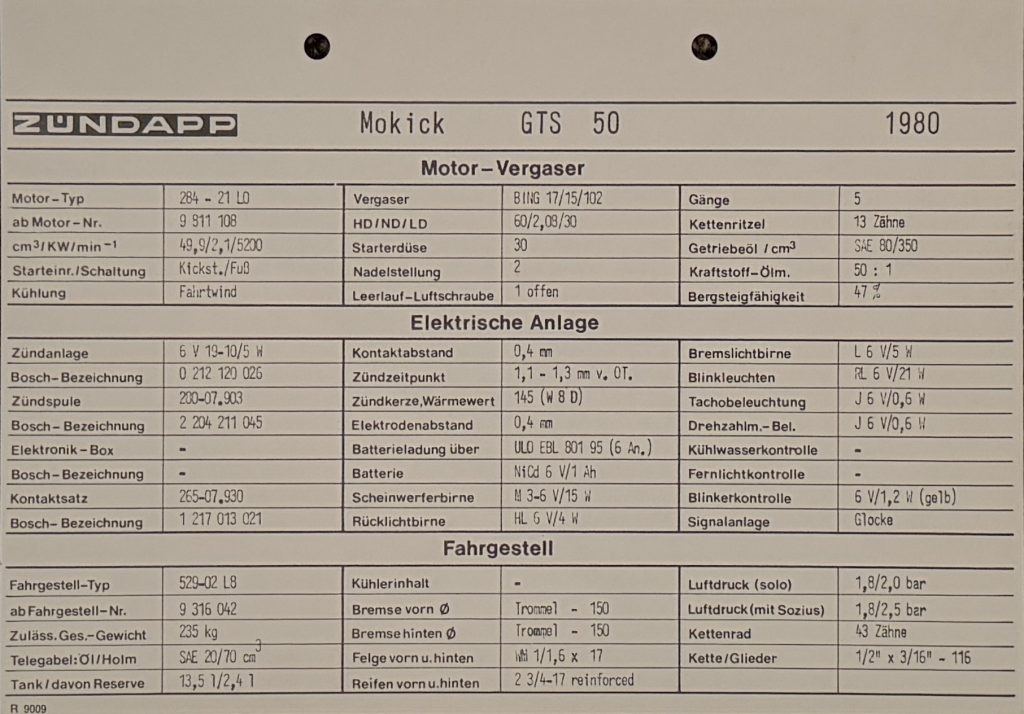 ZÜNDAPP Mokick GTS 50 1980
Motor-Vergaser
Motor-Typ 284 - 21 L0 Vergaser BING 17/15/102 Gänge 5
ab Motor-Nr. 9 811 108 HD/ND/LD 60/2,08/30 Kettenritzel 13 Zähne
cm³/KW/min⁻¹ 49,9/2,1/5200 Starterdüse 30 Getriebeöl/cm³ SAE 80/350
Starteinr./Schaltung Kickst./Fuß Nadelstellung 2 Kraftstoff-Ölm. 50 : 1
Kühlung Fahrtwind Leerlauf-Luftschraube 1 offen Bergsteigfähigkeit 47 %
Elektrische Anlage
Zündanlage 6 V 19-10/5 W Kontaktabstand 0,4 mm Bremslichtbirne L 6 V/5 W
Bosch-Bezeichnung 0 212 120 026 Zündzeitpunkt 1,1 - 1,3 mm v. OT. Blinkleuchten RL 6 V/21 W
Zündspule 200-07.903 Zündkerze,Wärmewert 145 (W 8 D) Tachobeleuchtung J 6 V/0,6 W
Bosch-Bezeichnung 2 204 211 045 Elektrodenabstand 0,4 mm Drehzahlm.-Bel. J 6 V/0,6 W
Elektronik-Box - Batterieladung über ULO EBL 801 95 (6 An.) Kühlwasserkontrolle -
Bosch-Bezeichnung - Batterie NiCd 6 V/1 Ah Fernlichtkontrolle -
Kontaktsatz 265-07.930 Scheinwerferbirne M 3-6 V/15 W Blinkerkontrolle 6 V/1,2 W (gelb)
Bosch-Bezeichnung 1 217 013 021 Rücklichtbirne HL 6 V/4 W Signalanlage Glocke
Fahrgestell
Fahrgestell-Typ 529-02 L8 Kühlerinhalt - Luftdruck (solo) 1,8/2,0 bar
ab Fahrgestell-Nr. 9 316 042 Bremse vorn Ø Trommel - 150 Luftdruck (mit Sozius) 1,8/2,5 bar
Zuläss.Ges.-Gewicht 235 kg Bremse hinten Ø Trommel - 150 Kettenrad 43 Zähne
Telegabel:Öl/Holm SAE 20/70 cm³ Felge vorn u. hinten WM 1/1,6 x 17 Kette/Glieder 1/2" x 3/16" - 116
Tank/davon Reserve 13,5 l/2,4 l Reifen vorn u. hinten 2 3/4-17 reinforced
R 9009